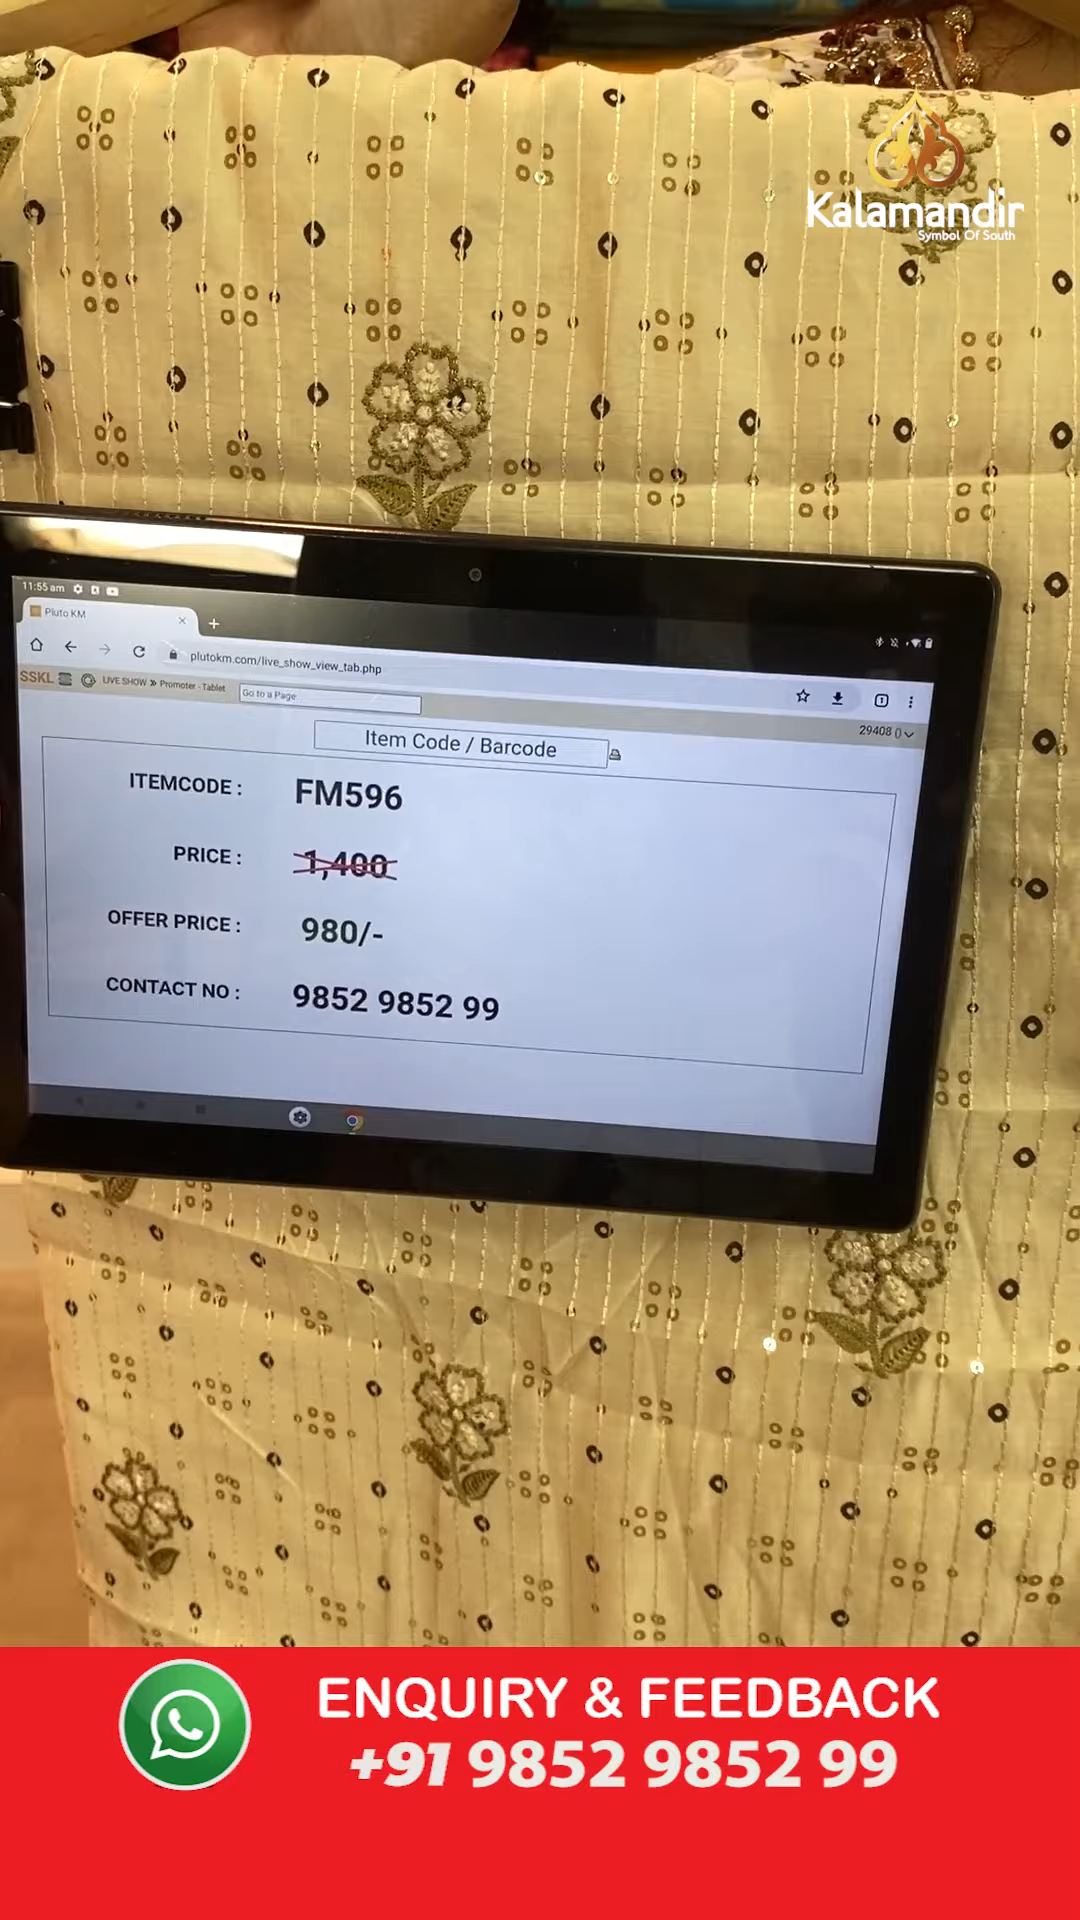 Kalamandir
Symbol Of South
11:55 am
Pluto KM
plutokm.com/live_show_view_tab.php
SSKL
LIVE SHOW » Promoter - Tablet
Go to a Page
29408 ()
Item Code / Barcode
ITEMCODE : FM596
PRICE : 1,400
OFFER PRICE : 980/-
CONTACT NO : 9852 9852 99
ENQUIRY & FEEDBACK
+91 9852 9852 99